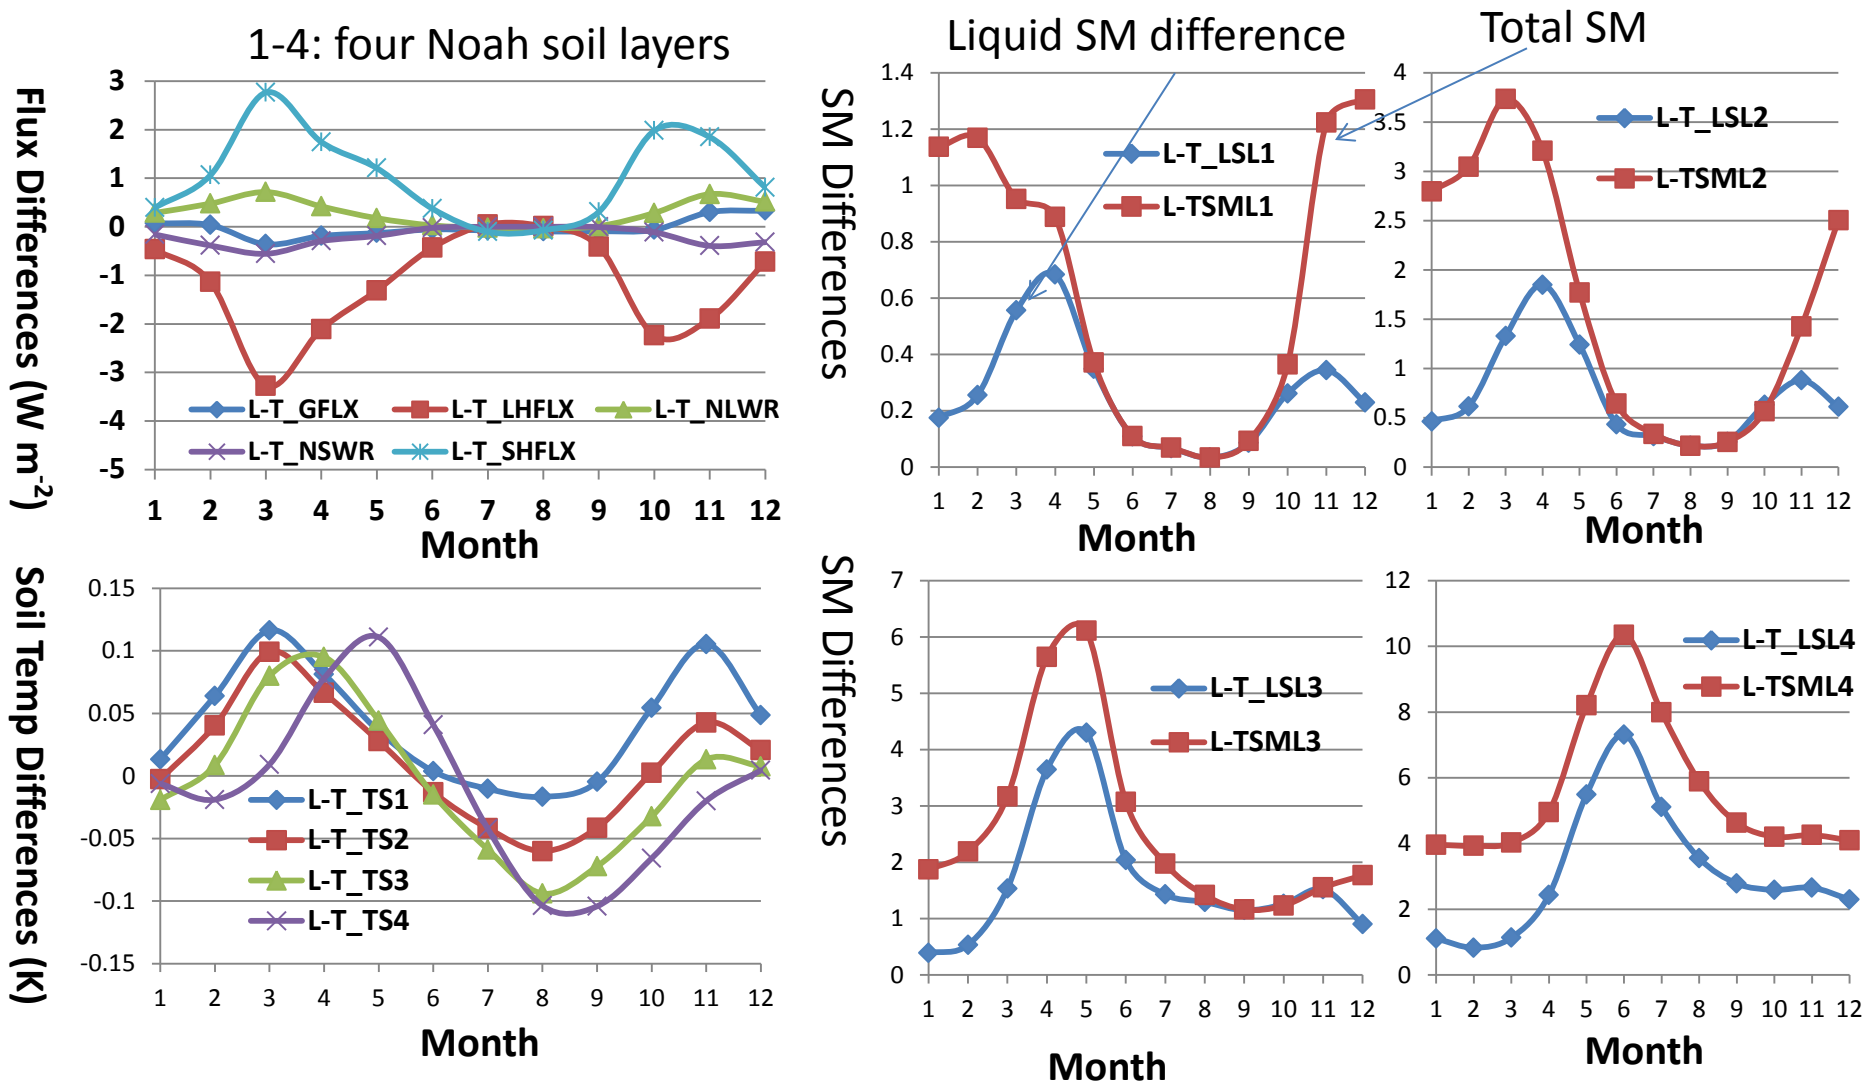 1-4: four Noah soil layers
Liquid SM difference
Total SM
Flux Differences (W m-2)
3
2
1
0
-1
-2
-3
-4
-5
L-T_GFLX L-T_LHFLX L-T_NLWR
L-T_NSWR L-T_SHFLX
1 2 3 4 5 6 7 8 9 10 11 12
Month
SM Differences
1.4
1.2
1
0.8
0.6
0.4
0.2
0
L-T_LSL1
L-TSML1
1 2 3 4 5 6 7 8 9 10 11 12
Month
4
3.5
3
2.5
2
1.5
1
0.5
0
L-T_LSL2
L-TSML2
1 2 3 4 5 6 7 8 9 10 11 12
Month
Soil Temp Differences (K)
0.15
0.1
0.05
0
-0.05
-0.1
-0.15
L-T_TS1
L-T_TS2
L-T_TS3
L-T_TS4
1 2 3 4 5 6 7 8 9 10 11 12
Month
SM Differences
7
6
5
4
3
2
1
0
L-T_LSL3
L-TSML3
1 2 3 4 5 6 7 8 9 10 11 12
Month
12
10
8
6
4
2
0
L-T_LSL4
L-TSML4
1 2 3 4 5 6 7 8 9 10 11 12
Month